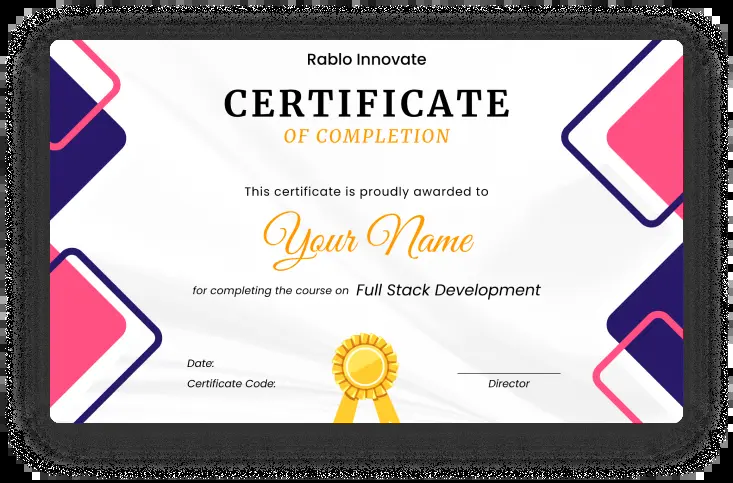 Rablo Innovate
CERTIFICATE
OF COMPLETION
This certificate is proudly awarded to
Your Name
for completing the course on Full Stack Development
Date:
Certificate Code:
Director